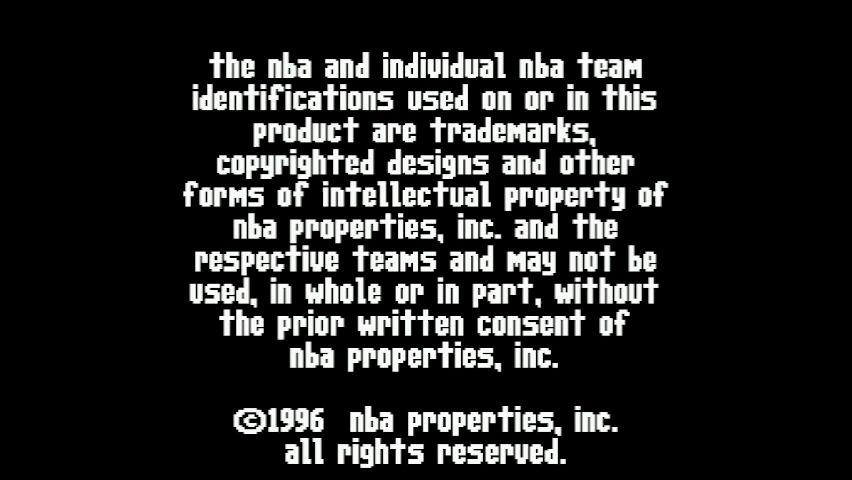 the nba and individual nba team
identifications used on or in this
product are trademarks,
copyrighted designs and other
forms of intellectual property of
nba properties, inc. and the
respective teams and may not be
used, in whole or in part, without
the prior written consent of
nba properties, inc.
©1996 nba properties, inc.
all rights reserved.